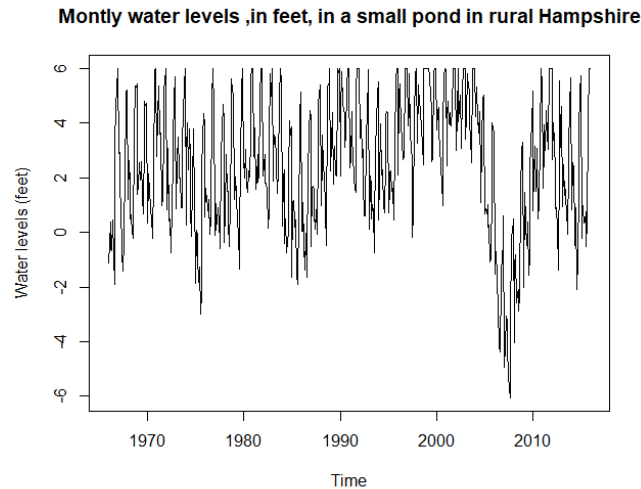 Montly water levels ,in feet, in a small pond in rural Hampshire
6
4
2
0
-2
-4
-6
Water levels (feet)
1970 1980 1990 2000 2010
Time